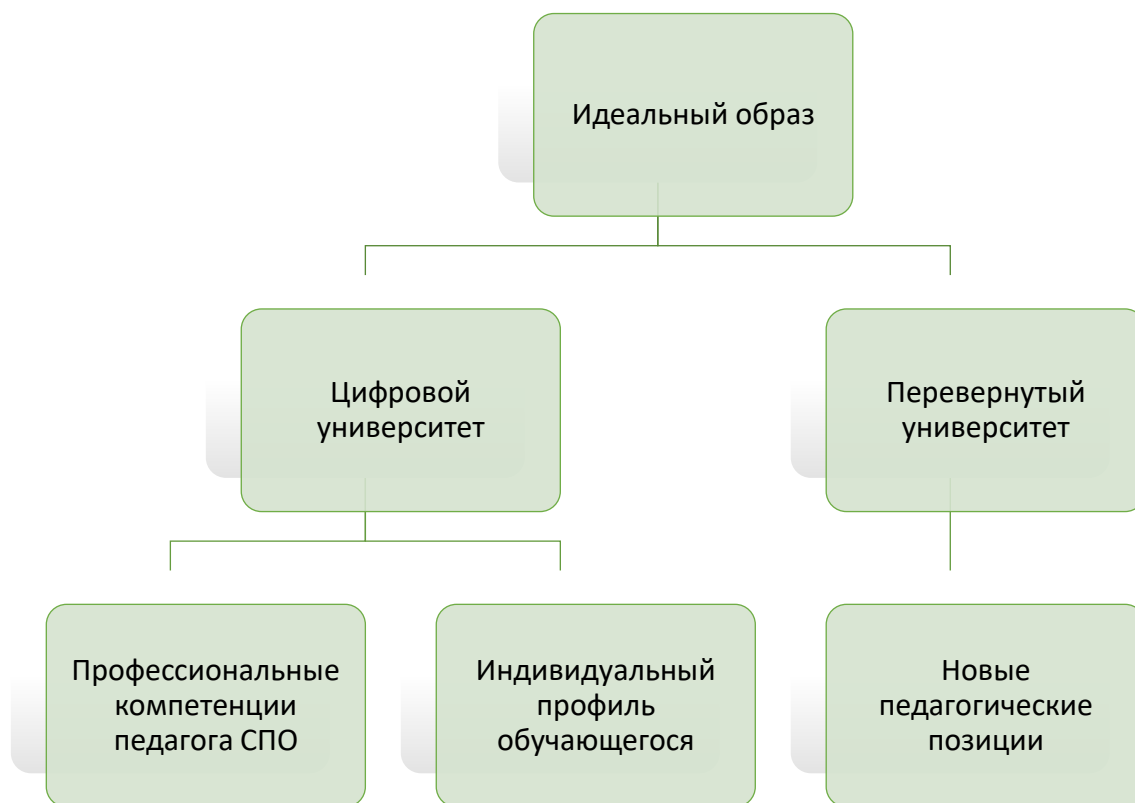 Идеальный образ
Цифровой
университет
Перевернутый
университет
Профессиональные
компетенции
педагога СПО
Индивидуальный
профиль
обучающегося
Новые
педагогические
позиции